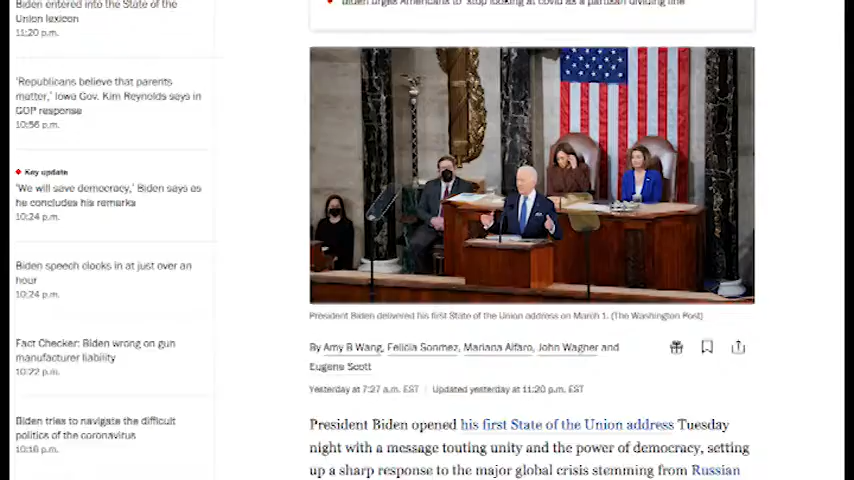 Biden entered into the State of the
Union lexicon
11:20 p.m.
'Republicans believe that parents
matter,' Iowa Gov. Kim Reynolds says in
GOP response
10:56 p.m.
Key update
'We will save democracy,' Biden says as
he concludes his remarks
10:24 p.m.
Biden speech clocks in at just over an
hour
10:24 p.m.
Fact Checker: Biden wrong on gun
manufacturer liability
10:22 p.m.
Biden tries to navigate the difficult
politics of the coronavirus
10:16 p.m.
Biden urges Americans to 'stop looking at covid as a partisan dividing line'
President Biden delivered his first State of the Union address on March 1. (The Washington Post)
By Amy B Wang, Felicia Sonmez, Mariana Alfaro, John Wagner and
Eugene Scott
Yesterday at 7:27 a.m. EST | Updated yesterday at 11:20 p.m. EST
President Biden opened his first State of the Union address Tuesday
night with a message touting unity and the power of democracy, setting
up a sharp response to the major global crisis stemming from Russian